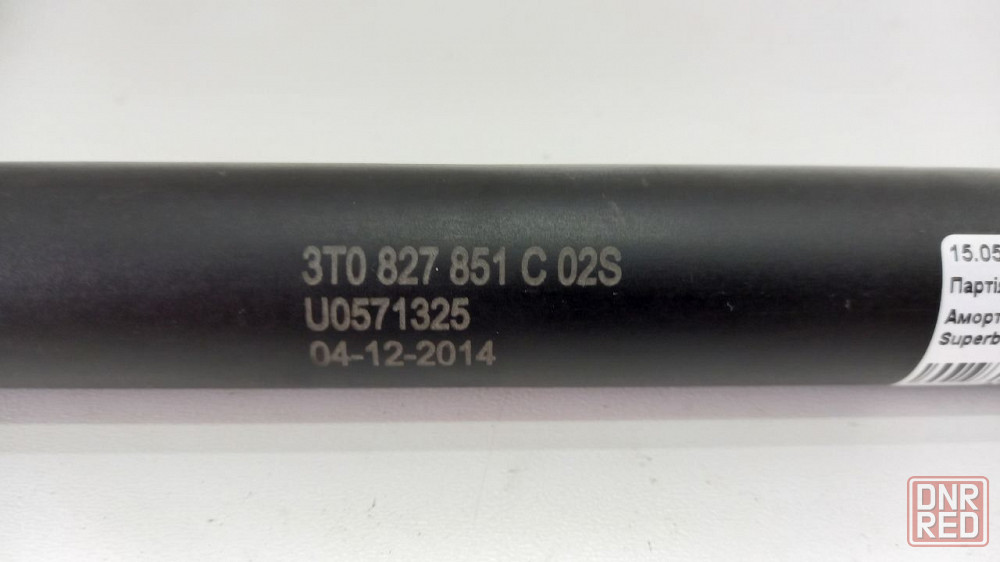 3T0 827 851 C 02S
U0571325
04-12-2014
15.05
Партія
Аморт
Superb
DNR
RED